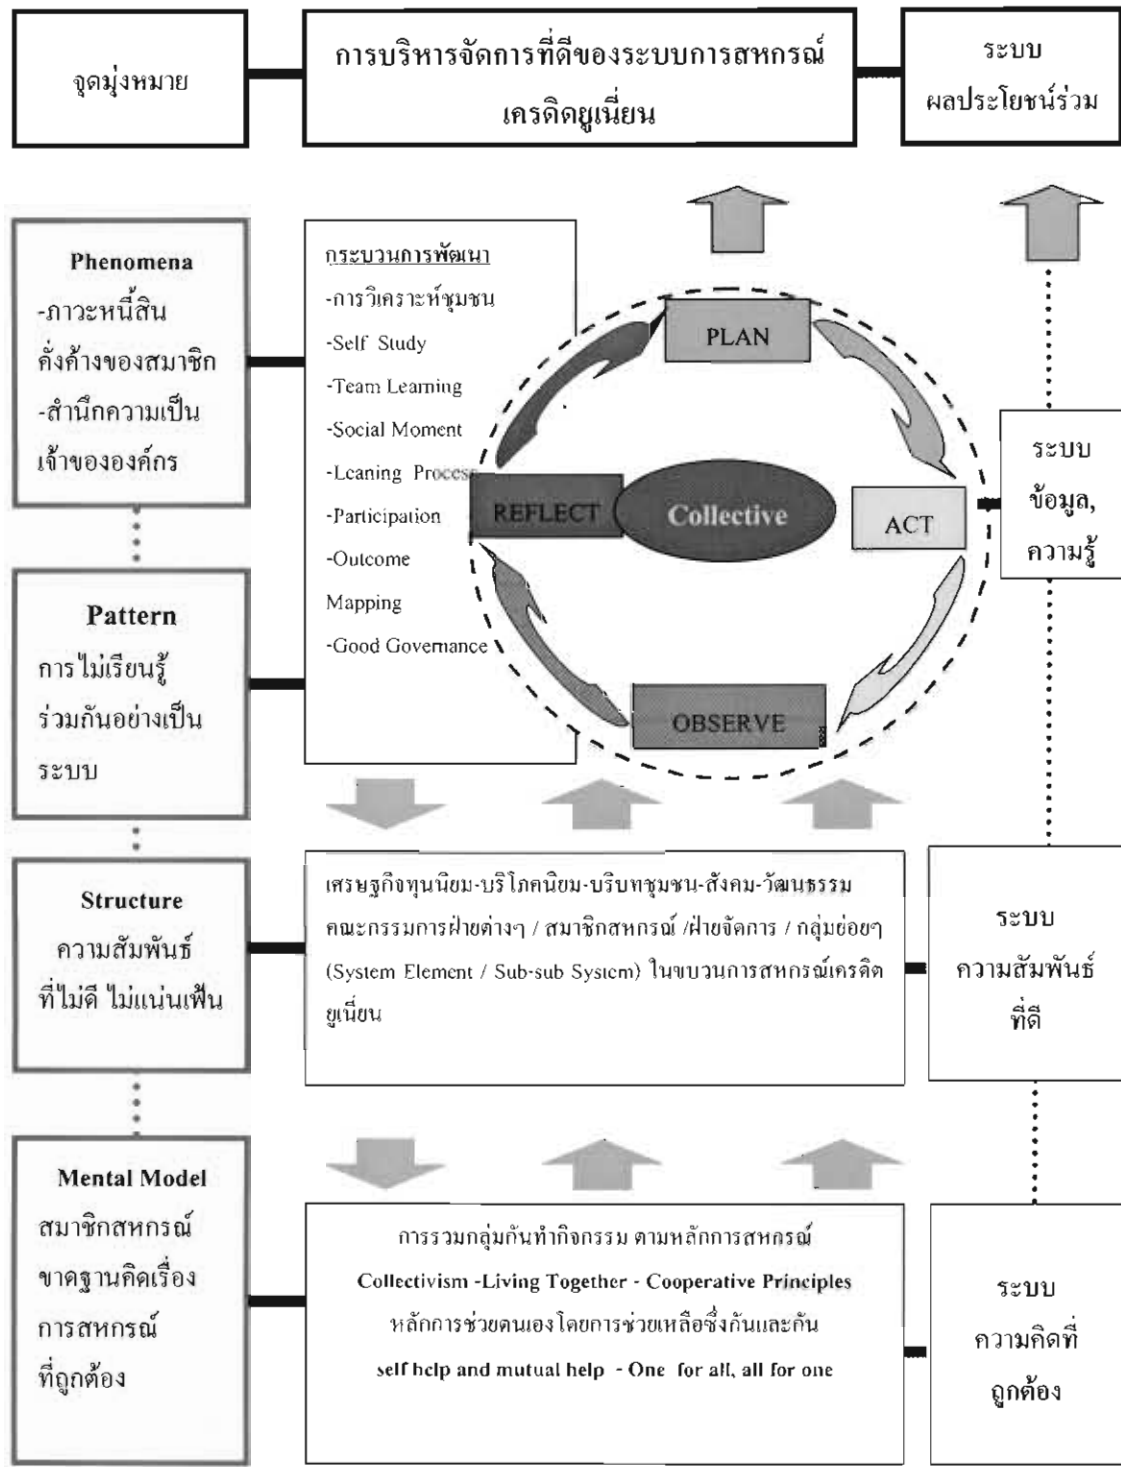 จุดมุ่งหมาย
การบริหารจัดการที่ดีของระบบการสหกรณ์
เครดิตยูเนี่ยน
ระบบ
ผลประโยชน์ร่วม
Phenomena
-ภาวะหนี้สิน
คั่งค้างของสมาชิก
-สำนึกความเป็น
เจ้าขององค์กร
กระบวนการพัฒนา
-การวิเคราะห์ชุมชน
-Self Study
-Team Learning
-Social Moment
-Leaning Process
-Participation
-Outcome
Mapping
-Good Governance
PLAN
REFLECT
Collective
ACT
OBSERVE
ระบบ
ข้อมูล,
ความรู้
Pattern
การไม่เรียนรู้
ร่วมกันอย่างเป็น
ระบบ
Structure
ความสัมพันธ์
ที่ไม่ดี ไม่แน่นแฟ้น
เศรษฐกิจทุนนิยม-บริโภคนิยม-บริบทชุมชน-สังคม-วัฒนธรรม
คณะกรรมการฝ่ายต่างๆ / สมาชิกสหกรณ์ /ฝ่ายจัดการ / กลุ่มย่อยๆ
(System Element / Sub-sub System) ในขบวนการสหกรณ์เครดิต
ยูเนี่ยน
ระบบ
ความสัมพันธ์
ที่ดี
Mental Model
สมาชิกสหกรณ์
ขาดฐานคิดเรื่อง
การสหกรณ์
ที่ถูกต้อง
การรวมกลุ่มกันทำกิจกรรม ตามหลักการสหกรณ์
Collectivism -Living Together - Cooperative Principles
หลักการช่วยตนเองโดยการช่วยเหลือซึ่งกันและกัน
self help and mutual help - One for all, all for one
ระบบ
ความคิดที่
ถูกต้อง